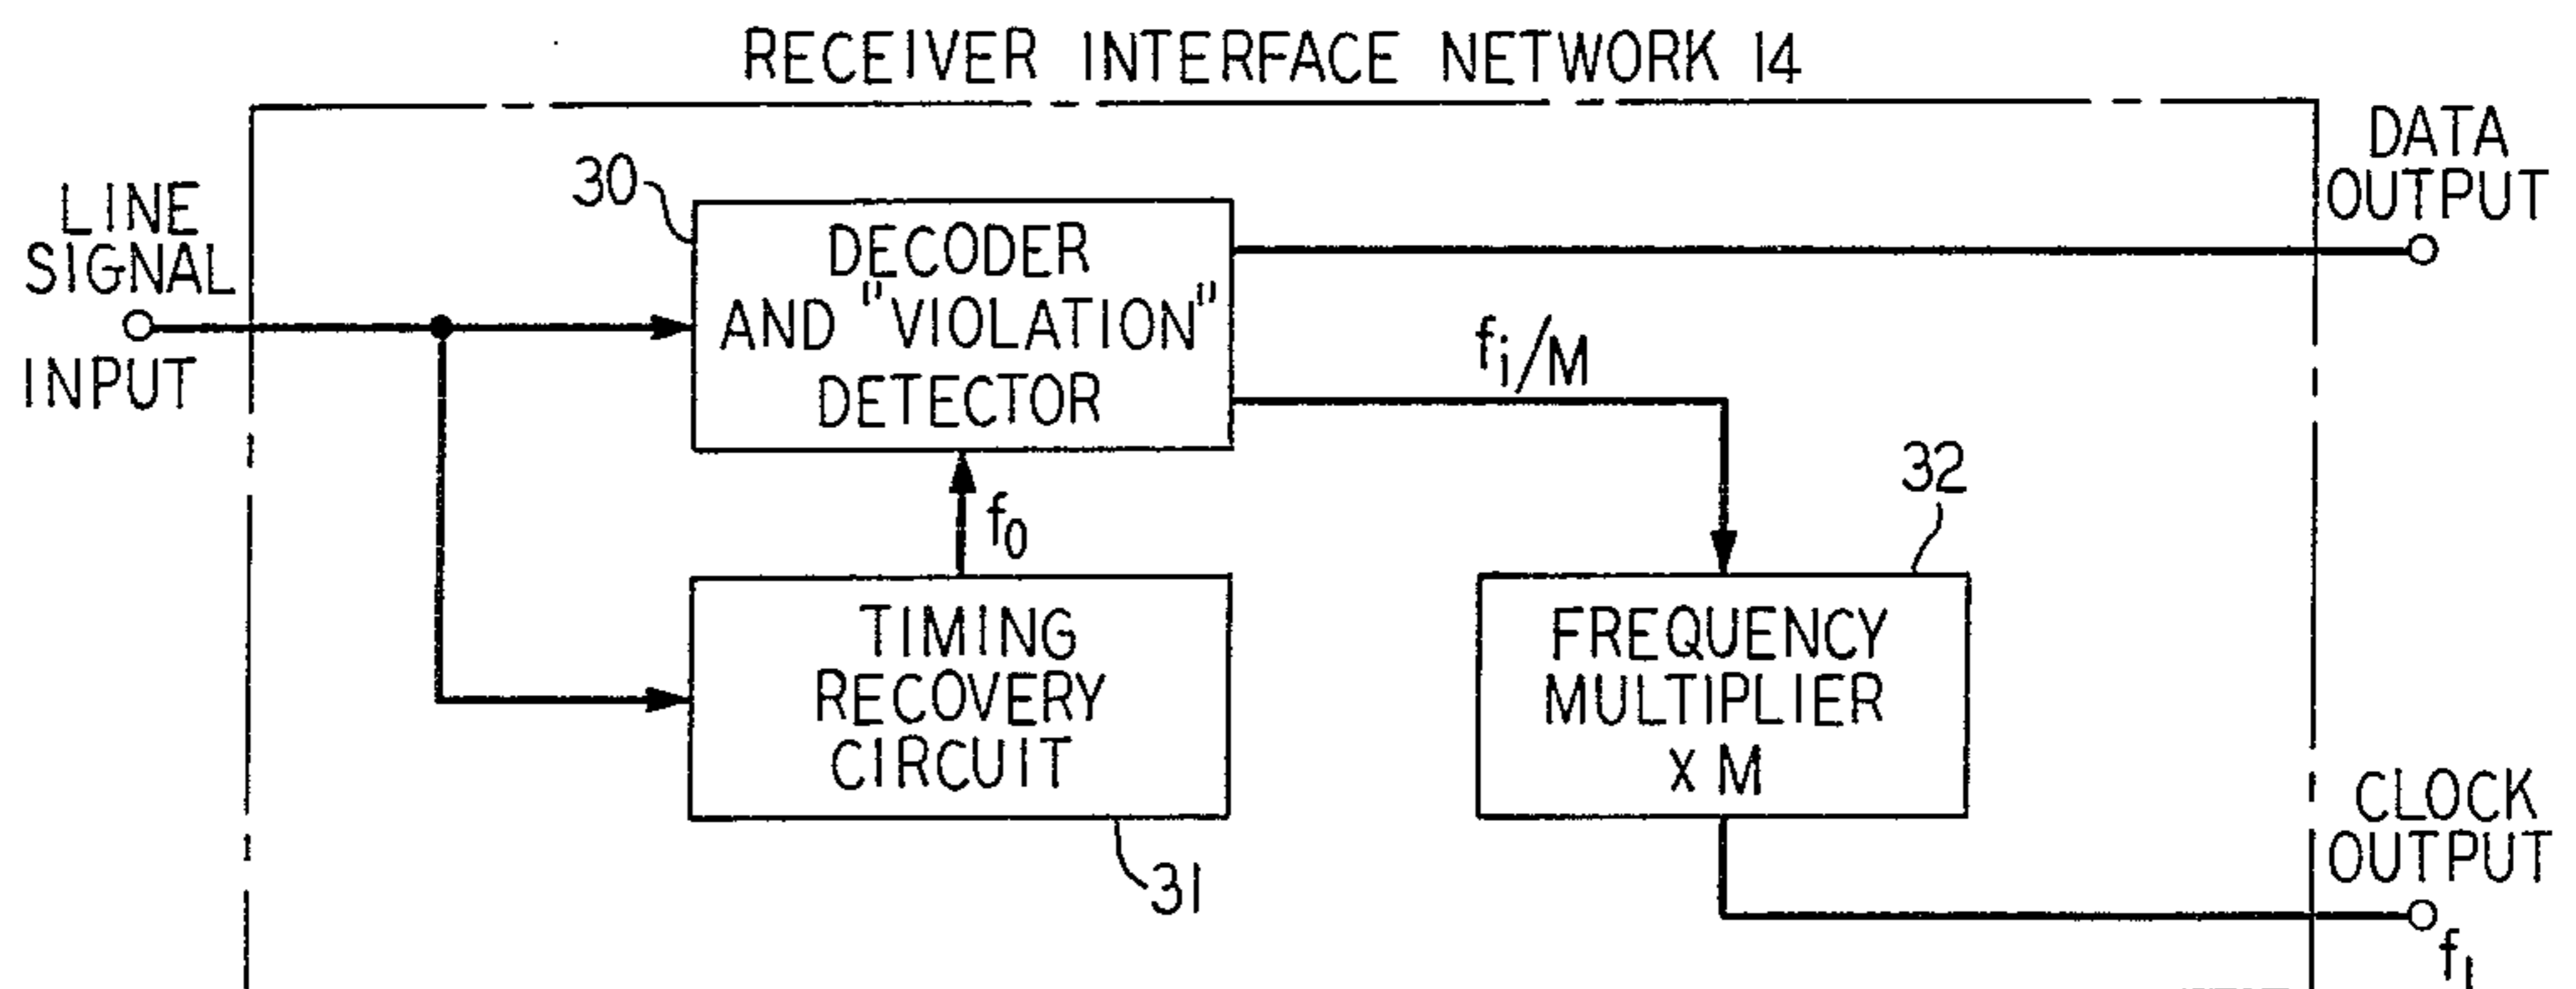 RECEIVER INTERFACE NETWORK 14
LINE
SIGNAL
INPUT
30
DECODER
AND "VIOLATION"
DETECTOR
DATA
OUTPUT
fi/M
f0
32
TIMING
RECOVERY
CIRCUIT
31
FREQUENCY
MULTIPLIER
X M
CLOCK
OUTPUT